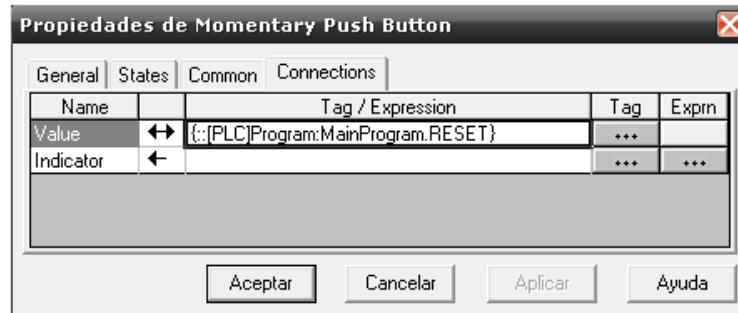 Propiedades de Momentary Push Button
General States Common Connections
Name Tag / Expression Tag Exprn
Value {::[PLC]Program:MainProgram.RESET} ...
Indicator ... ...
Aceptar Cancelar Aplicar Ayuda